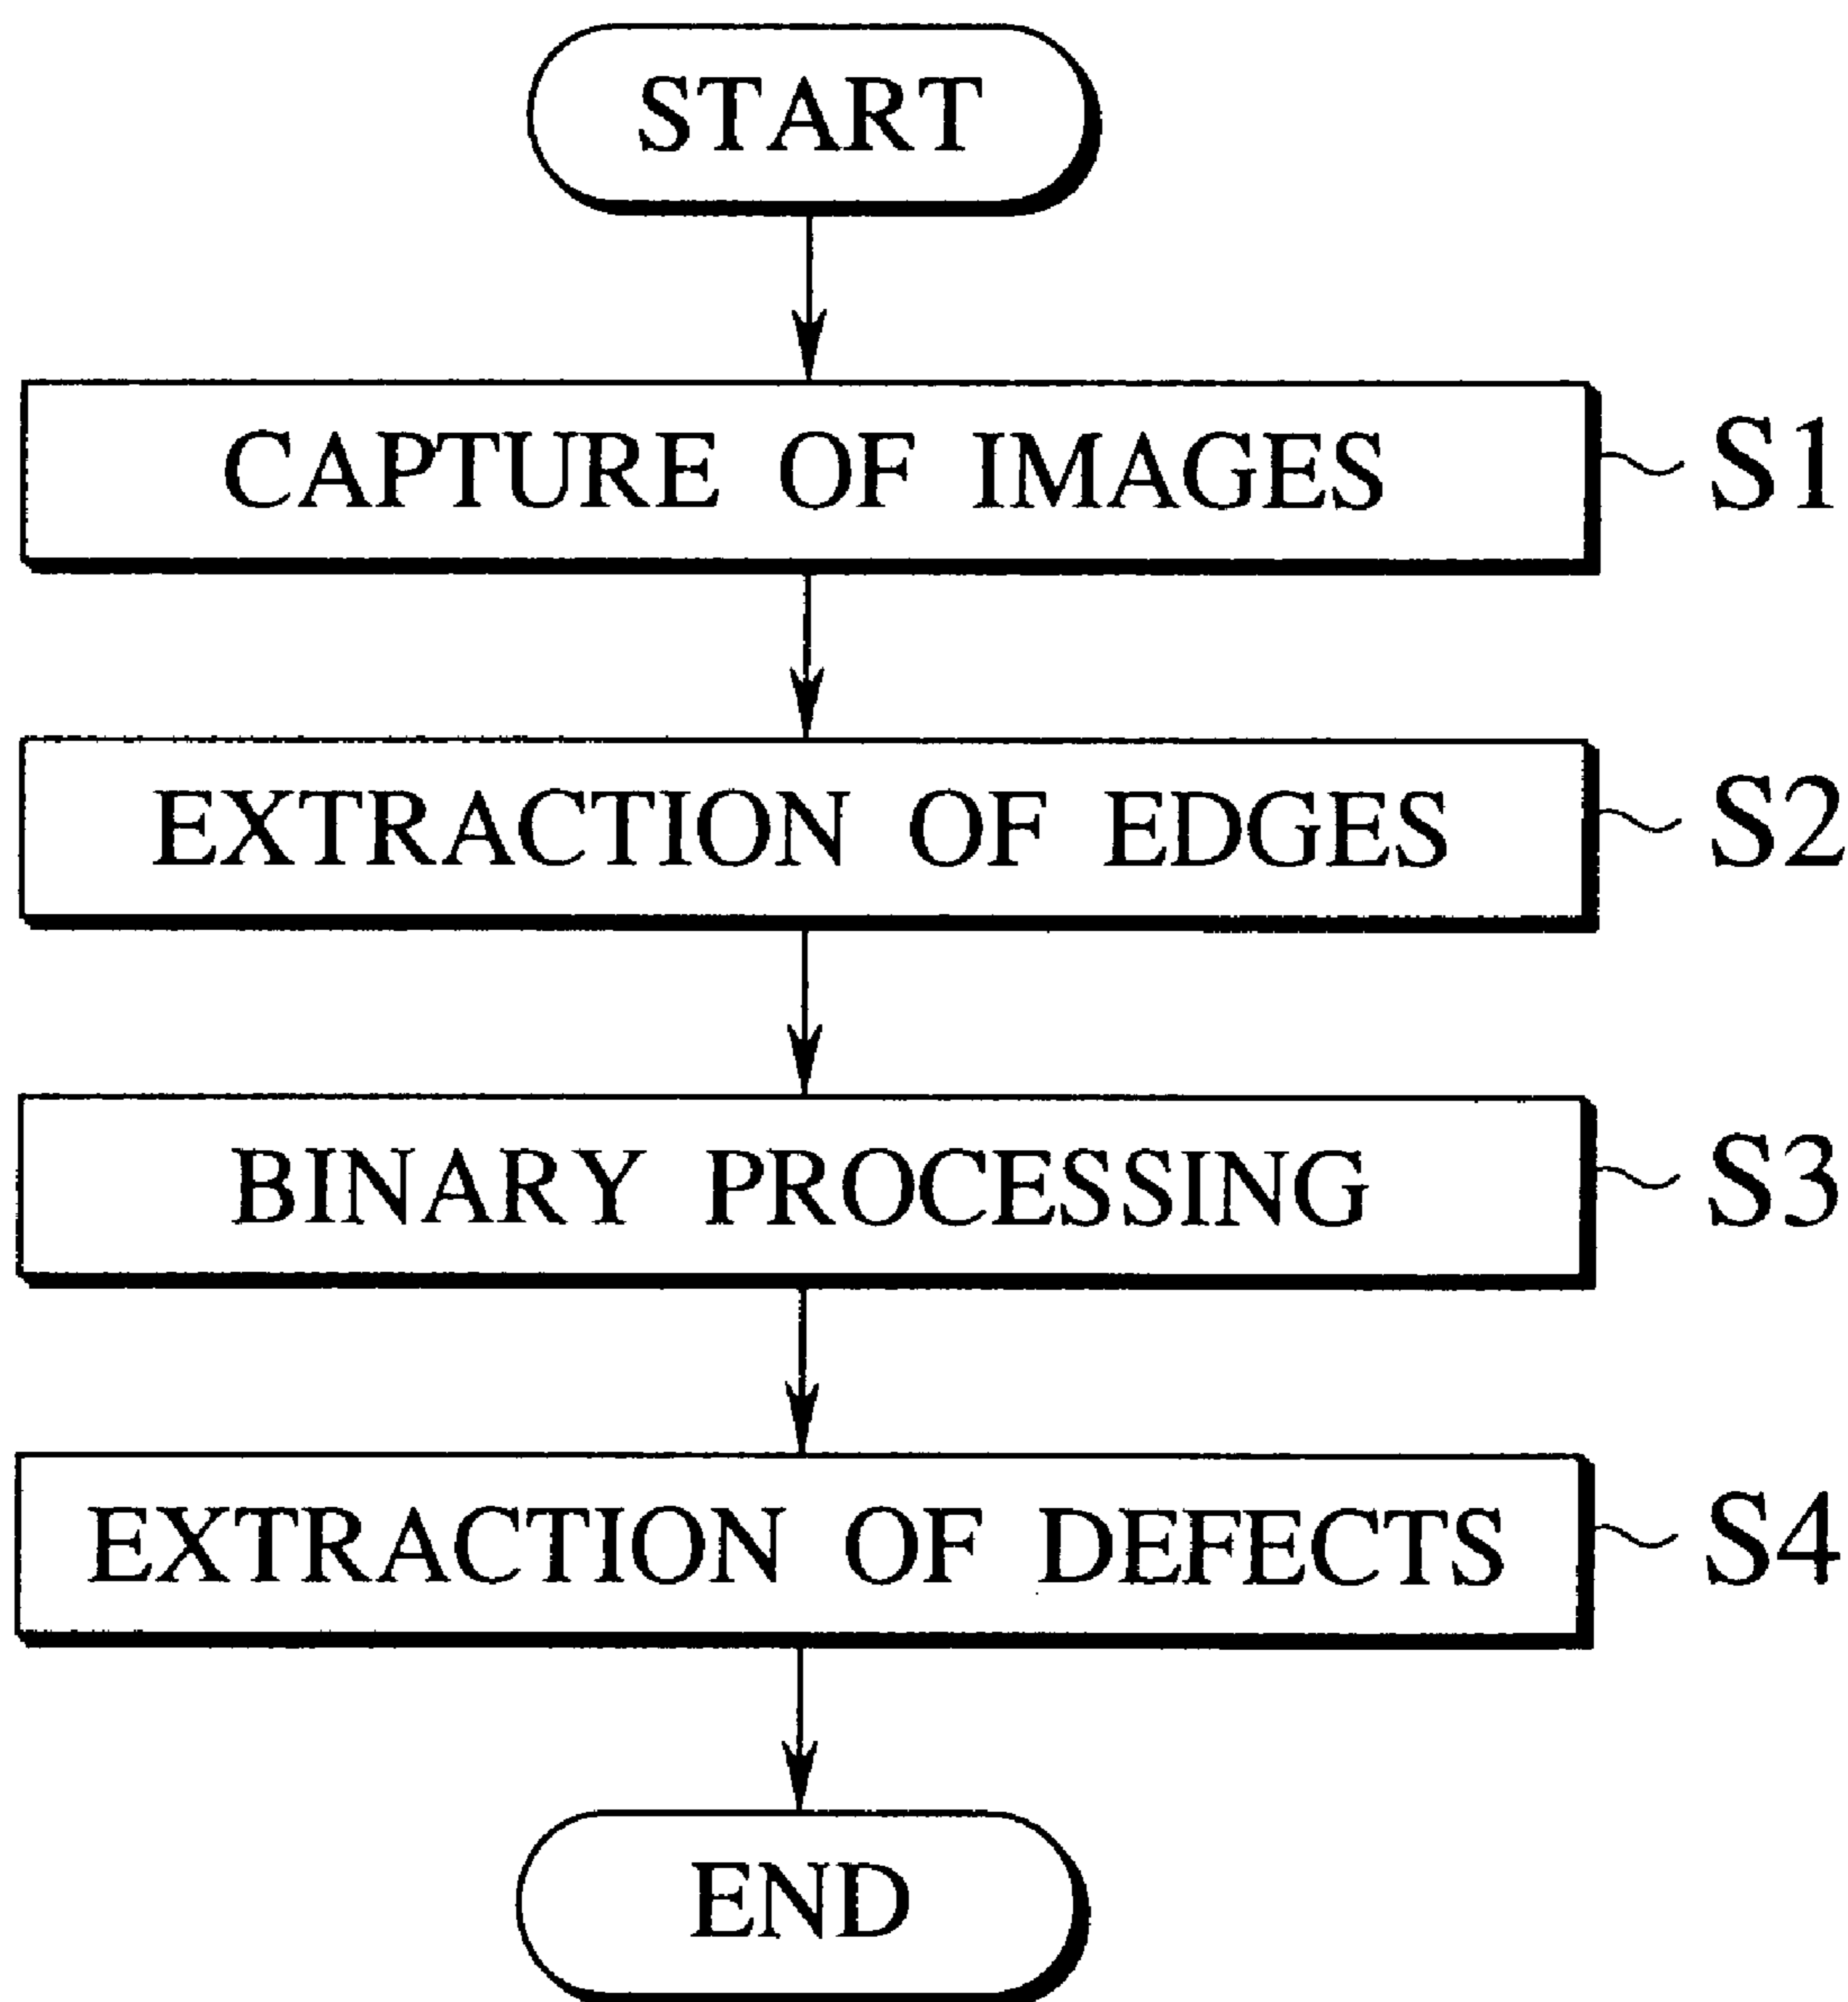 START
CAPTURE OF IMAGES S1
EXTRACTION OF EDGES S2
BINARY PROCESSING S3
EXTRACTION OF DEFECTS S4
END